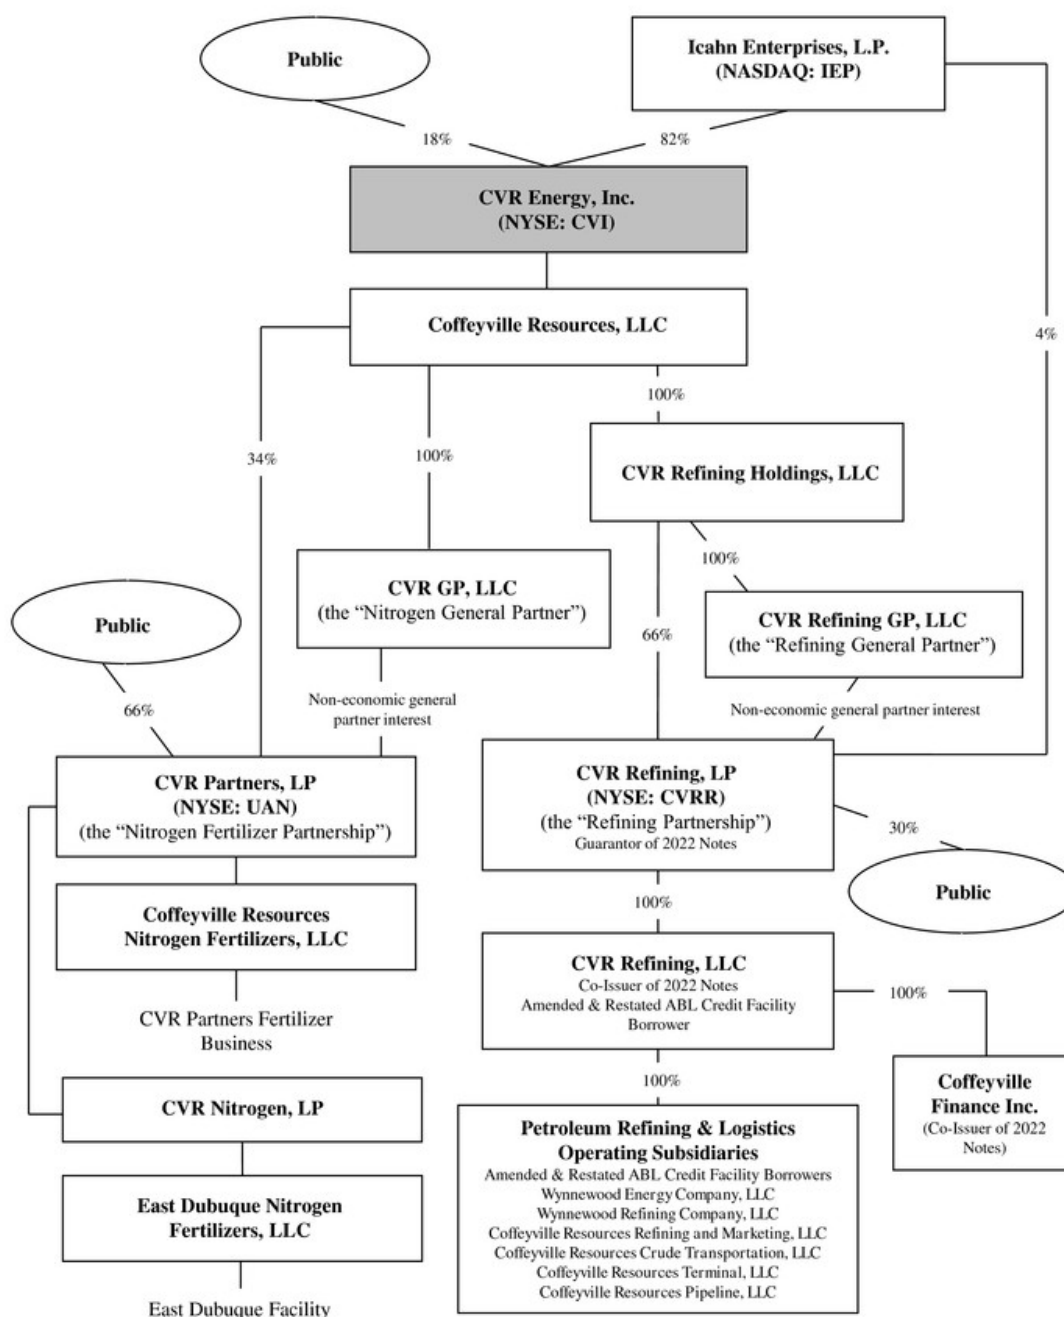 Public
Icahn Enterprises, L.P.
(NASDAQ: IEP)
18%
82%
CVR Energy, Inc.
(NYSE: CVI)
Coffeyville Resources, LLC
4%
100%
34%
100%
CVR Refining Holdings, LLC
100%
CVR GP, LLC
(the “Nitrogen General Partner”)
CVR Refining GP, LLC
(the “Refining General Partner”)
Public
66%
66%
Non-economic general
partner interest
Non-economic general partner interest
CVR Partners, LP
(NYSE: UAN)
(the “Nitrogen Fertilizer Partnership”)
CVR Refining, LP
(NYSE: CVRR)
(the “Refining Partnership”)
Guarantor of 2022 Notes
30%
Public
Coffeyville Resources
Nitrogen Fertilizers, LLC
100%
CVR Refining, LLC
Co-Issuer of 2022 Notes
Amended & Restated ABL Credit Facility
Borrower
100%
CVR Partners Fertilizer
Business
100%
Coffeyville
Finance Inc.
(Co-Issuer of 2022
Notes)
CVR Nitrogen, LP
Petroleum Refining & Logistics
Operating Subsidiaries
Amended & Restated ABL Credit Facility Borrowers
Wynnewood Energy Company, LLC
Wynnewood Refining Company, LLC
Coffeyville Resources Refining and Marketing, LLC
Coffeyville Resources Crude Transportation, LLC
Coffeyville Resources Terminal, LLC
Coffeyville Resources Pipeline, LLC
East Dubuque Nitrogen
Fertilizers, LLC
East Dubuque Facility